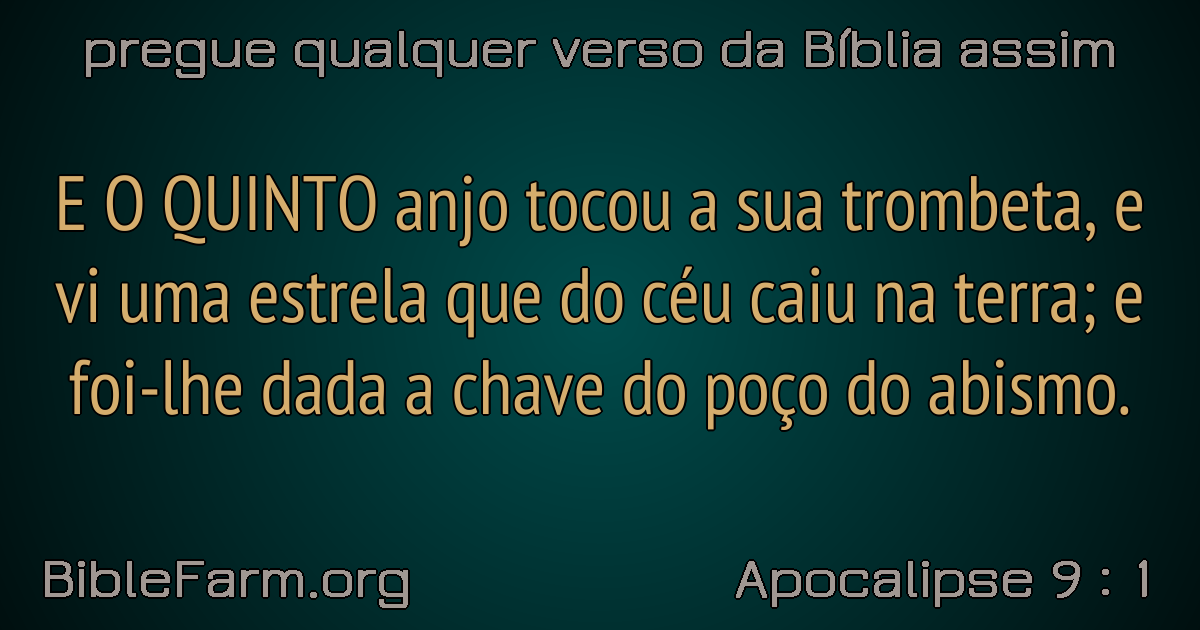 pregue qualquer verso da Bíblia assim
E O QUINTO anjo tocou a sua trombeta, e
vi uma estrela que do céu caiu na terra; e
foi-lhe dada a chave do poço do abismo.
BibleFarm.org
Apocalipse 9 : 1